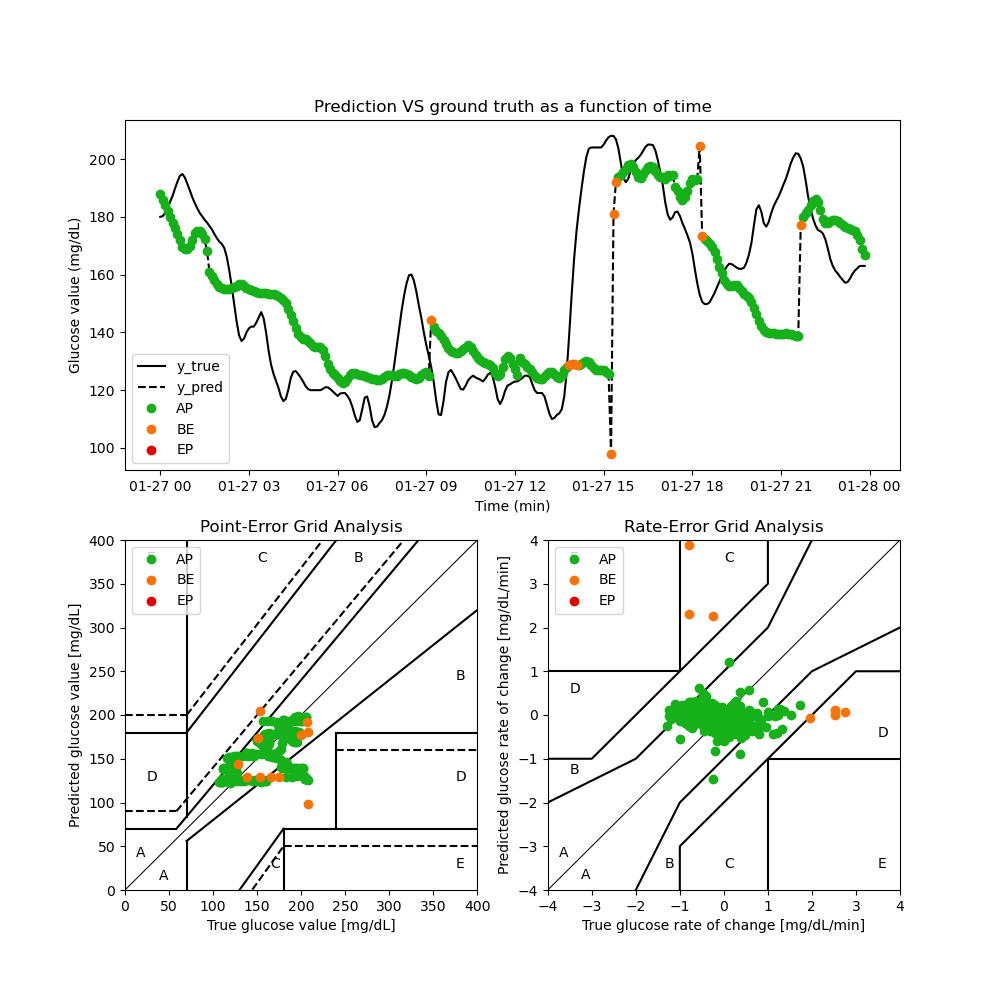 Prediction VS ground truth as a function of time
Glucose value (mg/dL)
200
180
160
140
120
100
y_true
y_pred
AP
BE
EP
01-27 00 01-27 03 01-27 06 01-27 09 01-27 12 01-27 15 01-27 18 01-27 21 01-28 00
Time (min)
Point-Error Grid Analysis
Predicted glucose value [mg/dL]
400
350
300
250
200
150
100
50
0
AP
BE
EP
C B
B
D D
A
A C E
0 50 100 150 200 250 300 350 400
True glucose value [mg/dL]
Rate-Error Grid Analysis
Predicted glucose rate of change [mg/dL/min]
4
3
2
1
0
−1
−2
−3
−4
AP
BE
EP
C
D
D
B
A
A B C E
−4 −3 −2 −1 0 1 2 3 4
True glucose rate of change [mg/dL/min]